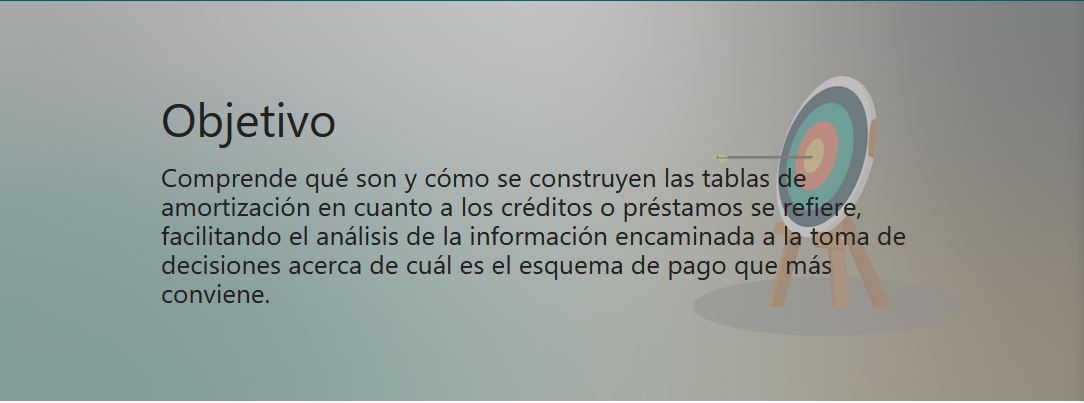 Objetivo
Comprende qué son y cómo se construyen las tablas de
amortización en cuanto a los créditos o préstamos se refiere,
facilitando el análisis de la información encaminada a la toma de
decisiones acerca de cuál es el esquema de pago que más
conviene.